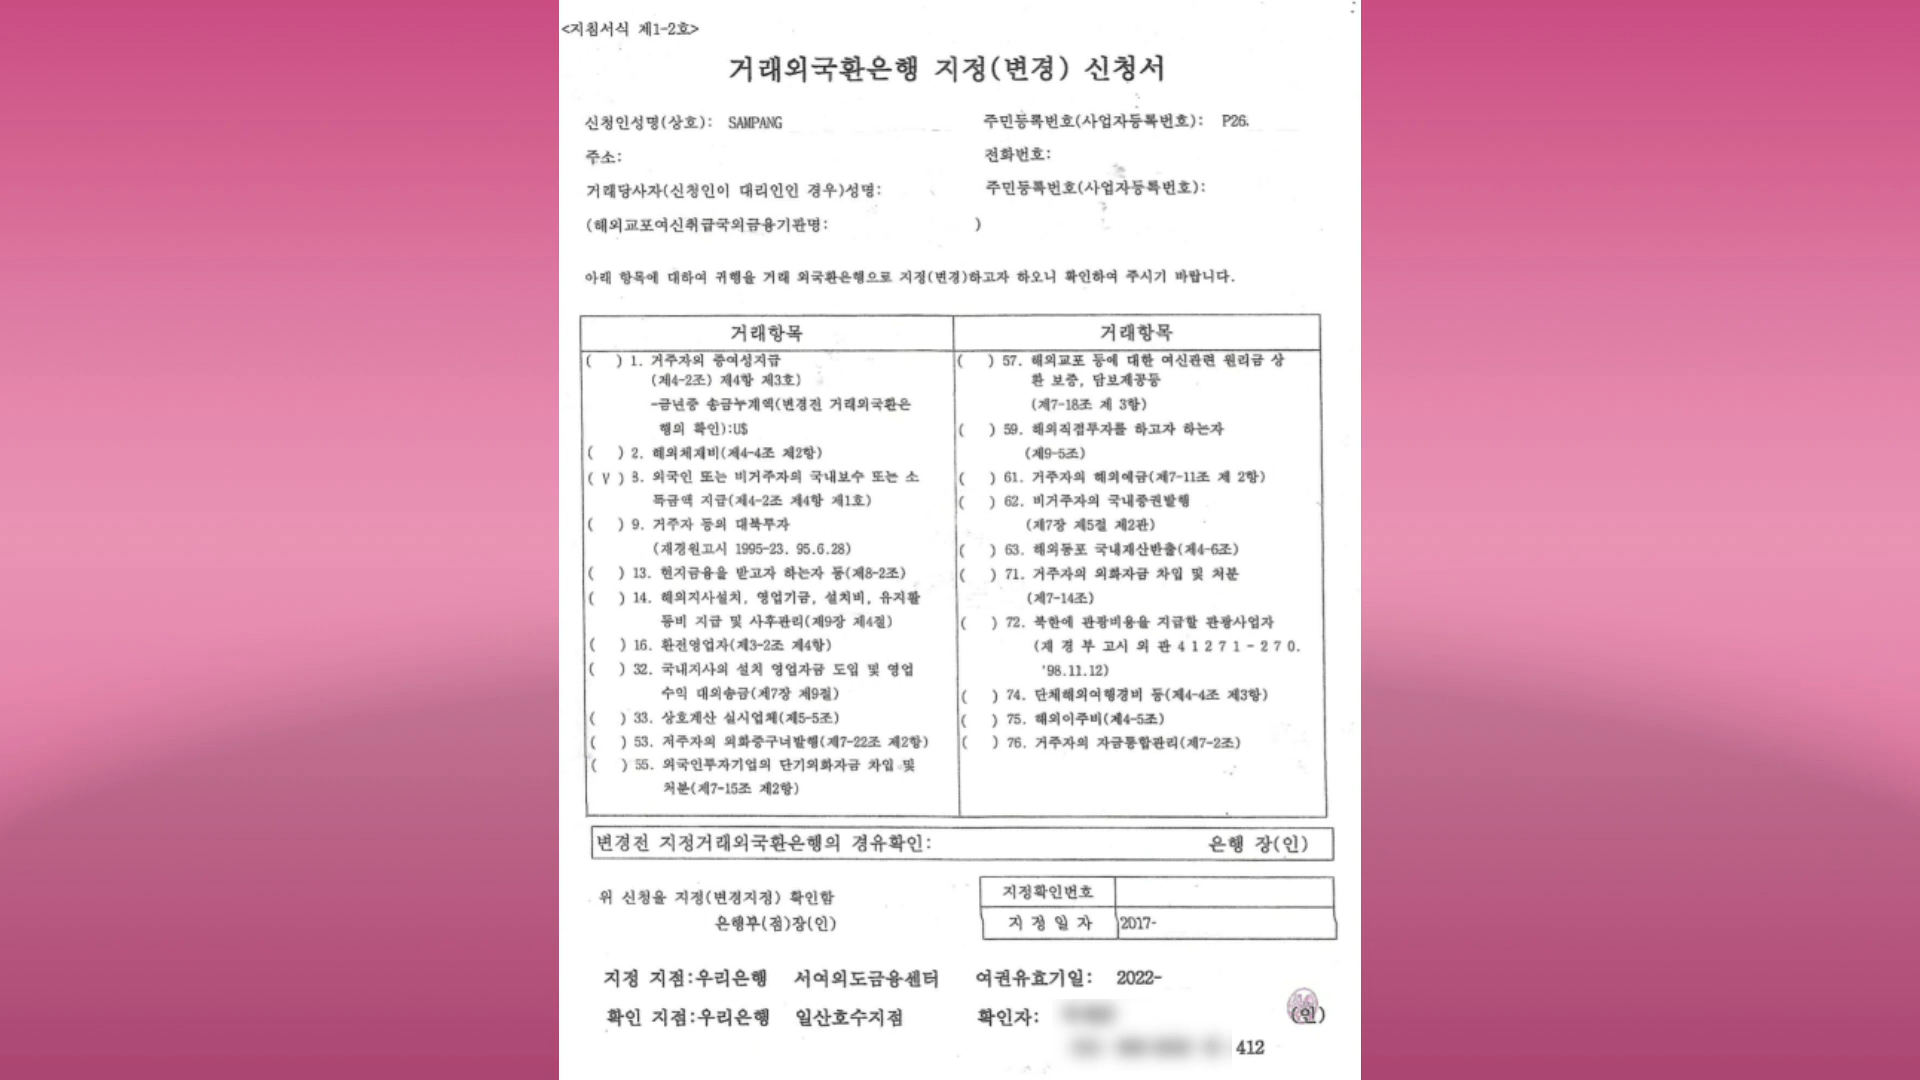 <지침서식 제1-2호>
거래외국환은행 지정(변경) 신청서
신청인성명(상호): SAMPANG 주민등록번호(사업자등록번호): P26.
주소: 전화번호:
거래당사자(신청인이 대리인인 경우)성명: 주민등록번호(사업자등록번호):
(해외교포여신취급국외금융기관명: )
아래 항목에 대하여 귀행을 거래 외국환은행으로 지정(변경)하고자 하오니 확인하여 주시기 바랍니다.
거래항목
( ) 1. 거주자의 증여성지급
(제4-2조) 제4항 제3호)
-금년중 송금누계액(변경전 거래외국환은
행의 확인):U$
( ) 2. 해외체재비(제4-4조 제2항)
( V ) 8. 외국인 또는 비거주자의 국내보수 또는 소
득금액 지급(제4-2조 제4항 제1호)
( ) 9. 거주자 등의 대북투자
(재경원고시 1995-23. 95.6.28)
( ) 13. 현지금융을 받고자 하는자 등(제8-2조)
( ) 14. 해외지사설치, 영업기금, 설치비, 유지활
동비 지급 및 사후관리(제9장 제4절)
( ) 16. 환전영업자(제3-2조 제4항)
( ) 32. 국내지사의 설치 영업자금 도입 및 영업
수익 대외송금(제7장 제9절)
( ) 33. 상호계산 실시업체(제5-5조)
( ) 53. 저주자의 외화증구너발행(제7-22조 제2항)
( ) 55. 외국인투자기업의 단기외화자금 차입 및
처분(제7-15조 제2항)
거래항목
( ) 57. 해외교포 등에 대한 여신관련 원리금 상
환 보증, 담보제공등
(제7-18조 제 3항)
( ) 59. 해외직접투자를 하고자 하는자
(제9-5조)
( ) 61. 거주자의 해외예금(제7-11조 제 2항)
( ) 62. 비거주자의 국내증권발행
(제7장 제5절 제2관)
( ) 63. 해외동포 국내재산반출(제4-6조)
( ) 71. 거주자의 외화자금 차입 및 처분
(제7-14조)
( ) 72. 북한에 관광비용을 지급할 관광사업자
(재 경 부 고시 외 관 4 1 2 7 1 - 2 7 0.
'98.11.12)
( ) 74. 단체해외여행경비 등(제4-4조 제3항)
( ) 75. 해외이주비(제4-5조)
( ) 76. 거주자의 자금통합관리(제7-2조)
변경전 지정거래외국환은행의 경유확인: 은행 장(인)
위 신청을 지정(변경지정) 확인함
은행부(점)장(인)
지정확인번호
지 정 일 자 2017-
지정 지점:우리은행 서여의도금융센터 여권유효기일: 2022-
확인 지점:우리은행 일산호수지점 확인자: (인)
412